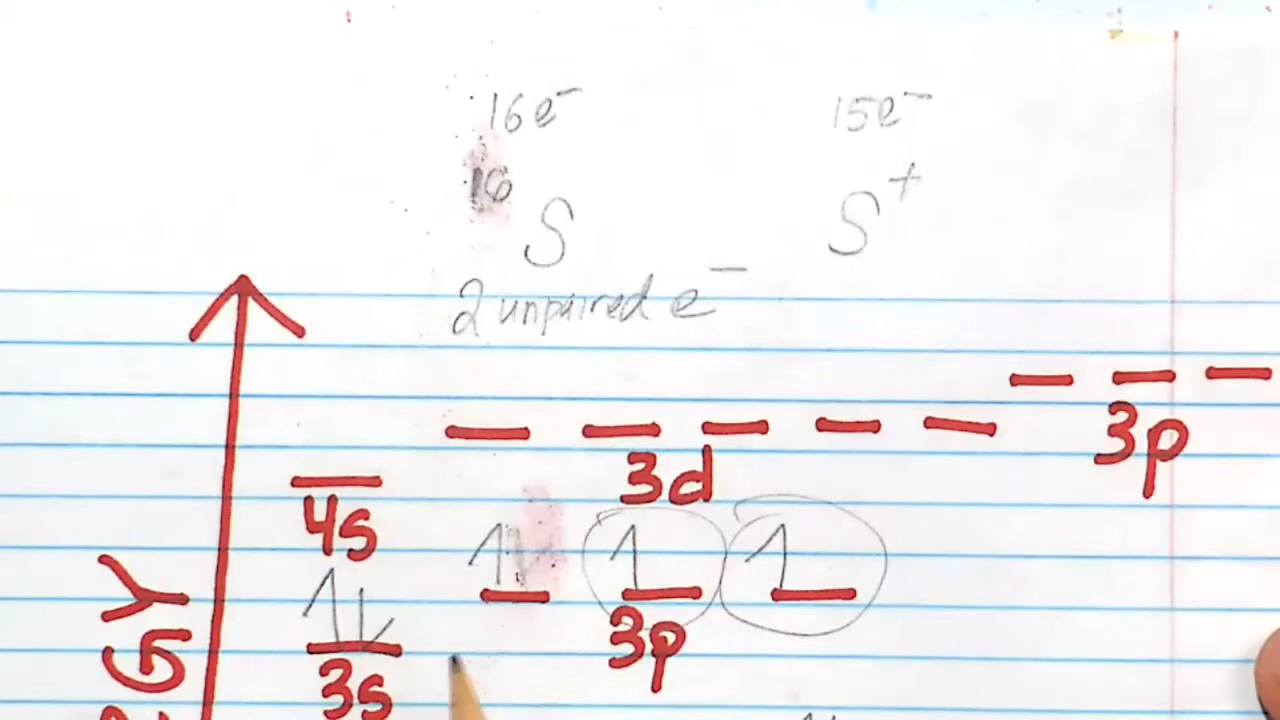 16e⁻ 15e⁻
16 S S⁺
2 unpaired e⁻
3p
3d
4s
3p
3s